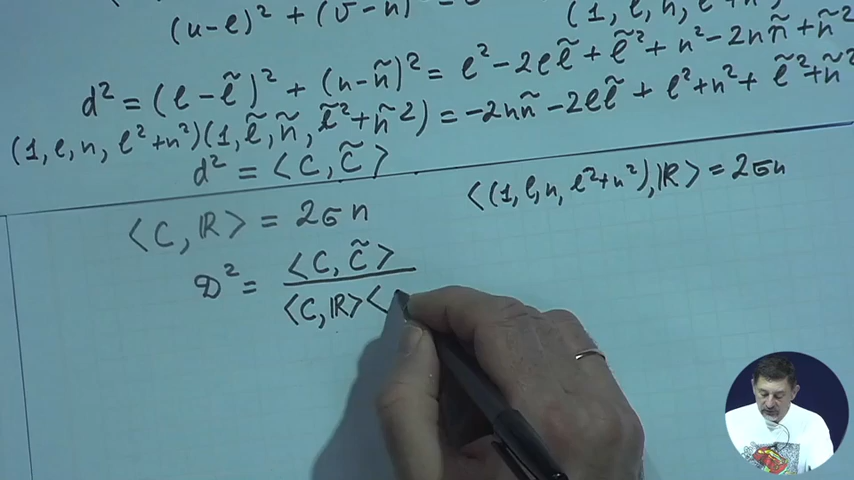 (u-e)² + (v-n)²
(1, e, n, e²+n²)
d² = (e - ẽ)² + (n-ñ)² = e² - 2eẽ + ẽ² + n² - 2nñ + ñ²
(1, e, n, e²+n²)(1, ẽ, ñ, ẽ²+ñ²) = -2nñ - 2eẽ + e²+n² + ẽ²+ñ²
d² = <C, C̃>
<C, ℝ> = 2σn
<(1, e, n, e²+n²), ℝ> = 2σn
D² = <C, C̃>
<C, ℝ><